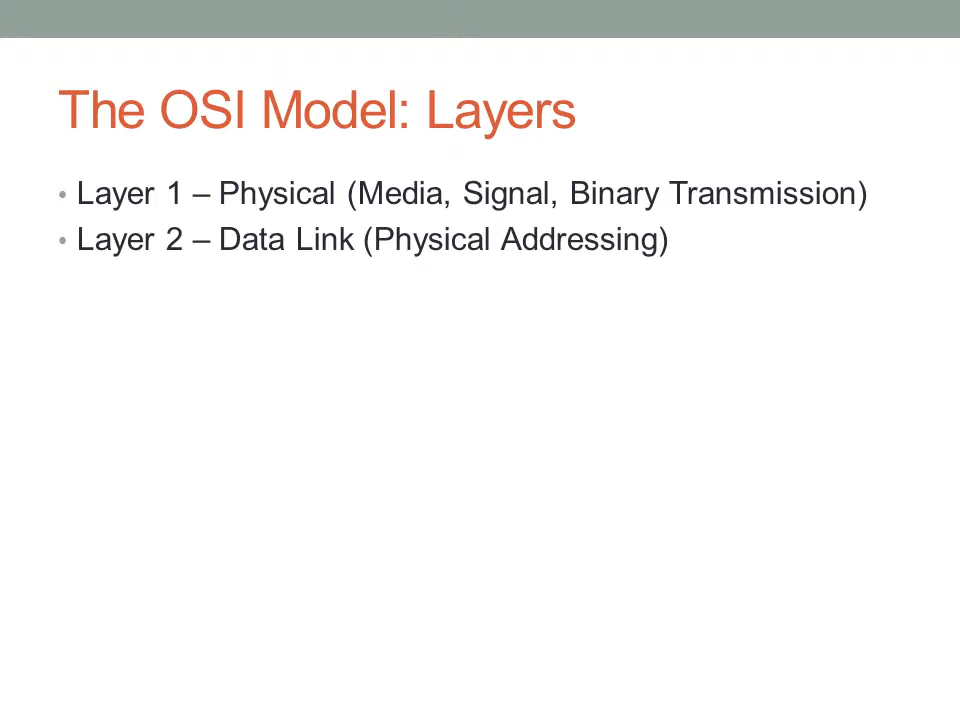 The OSI Model: Layers
• Layer 1 – Physical (Media, Signal, Binary Transmission)
• Layer 2 – Data Link (Physical Addressing)